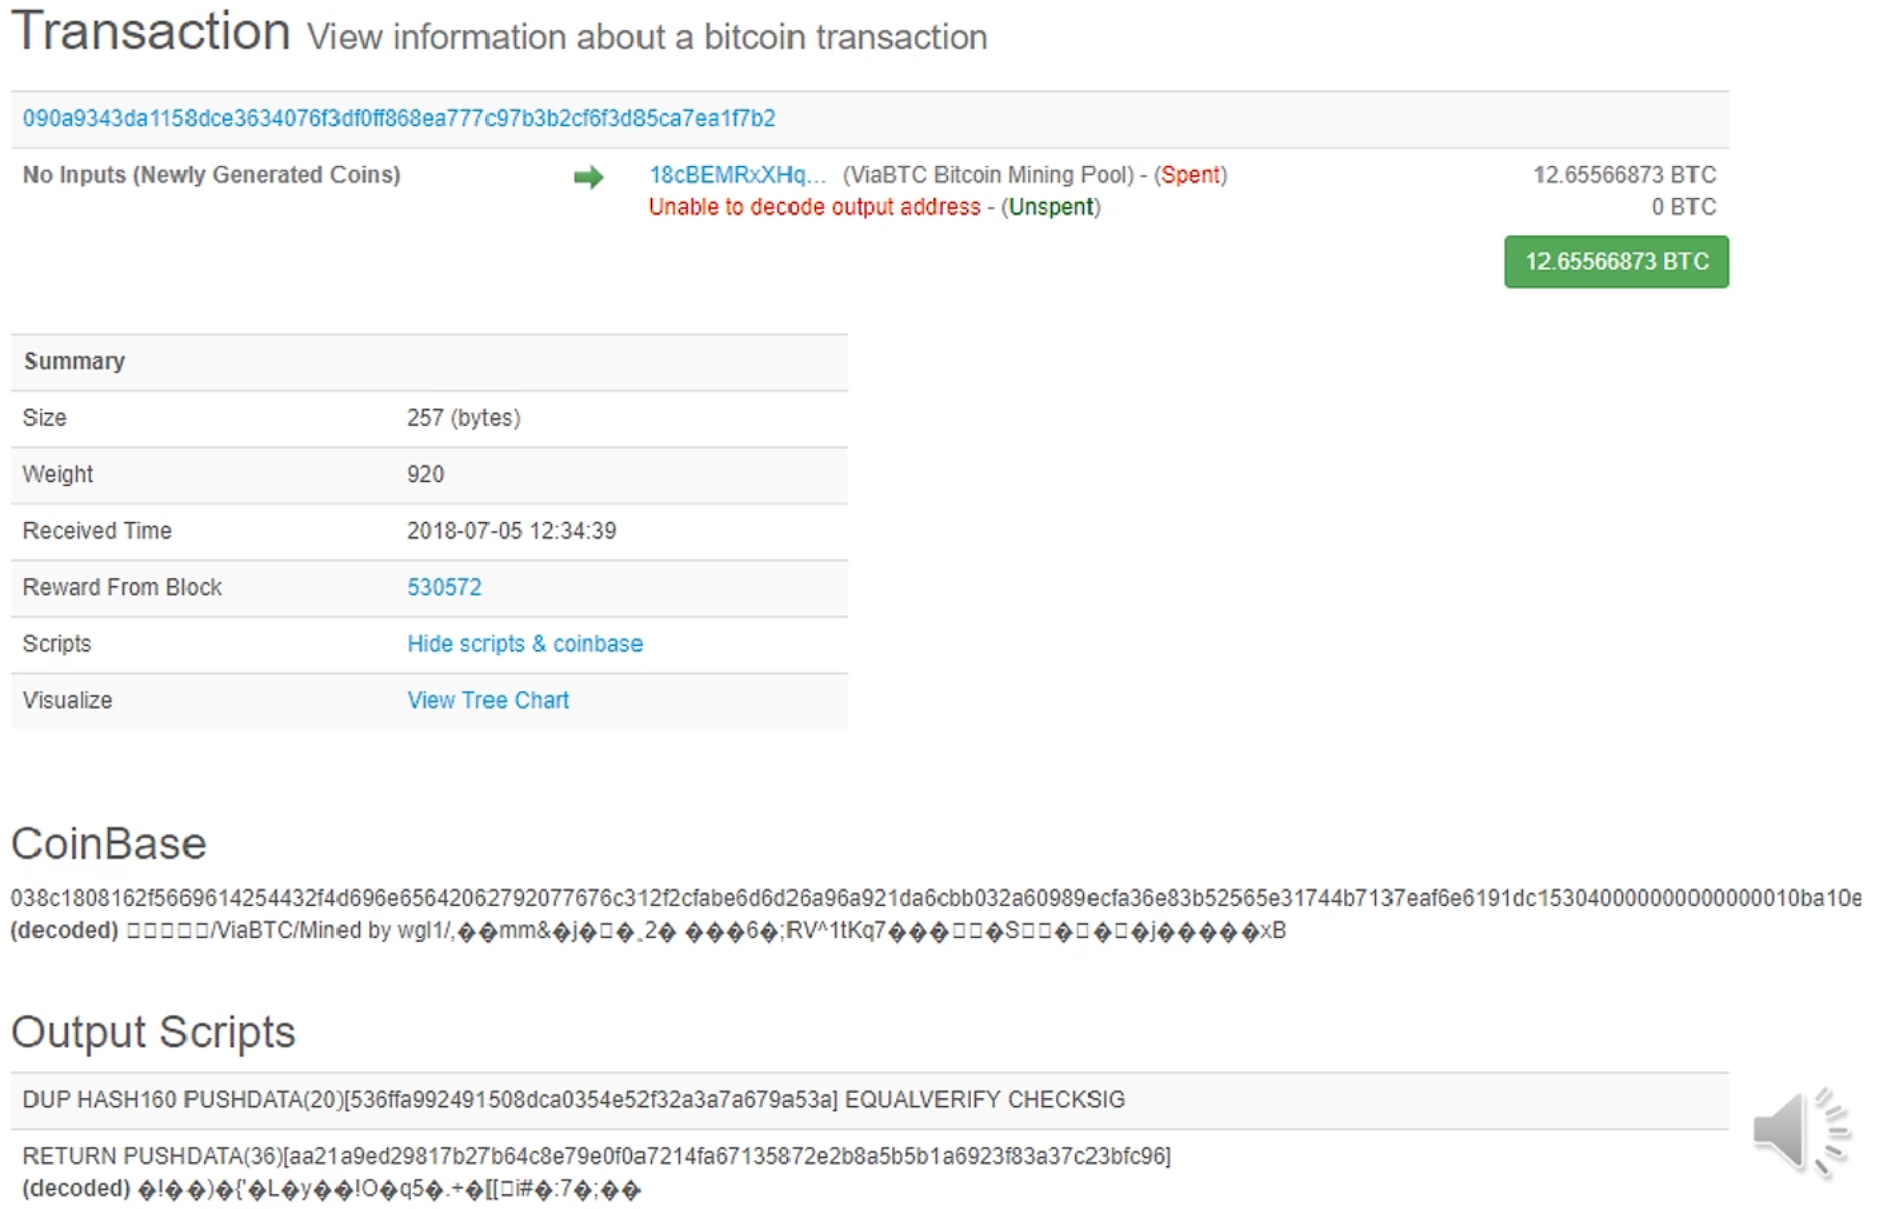 Transaction View information about a bitcoin transaction
090a9343da1158dce3634076f3df0ff868ea777c97b3b2cf6f3d85ca7ea1f7b2
No Inputs (Newly Generated Coins) 18cBEMRxXHq... (ViaBTC Bitcoin Mining Pool) - (Spent) 12.65566873 BTC
Unable to decode output address - (Unspent) 0 BTC
12.65566873 BTC
Summary
Size 257 (bytes)
Weight 920
Received Time 2018-07-05 12:34:39
Reward From Block 530572
Scripts Hide scripts & coinbase
Visualize View Tree Chart
CoinBase
038c1808162f5669614254432f4d696e65642062792077676c312f2cfabe6d6d26a96a921da6cbb032a60989ecfa36e83b52565e31744b7137eaf6e6191dc153040000000000000010ba10e
(decoded) □□□□□/ViaBTC/Mined by wgl1/,��mm&�j�□�˳2� ���6�;RV^1tKq7���□□�S□□�□�□�j�����xB
Output Scripts
DUP HASH160 PUSHDATA(20)[536ffa992491508dca0354e52f32a3a7a679a53a] EQUALVERIFY CHECKSIG
RETURN PUSHDATA(36)[aa21a9ed29817b27b64c8e79e0f0a7214fa67135872e2b8a5b5b1a6923f83a37c23bfc96]
(decoded) �!��)�{'�L�y��!O�q5�.+�[[□i#�:7�;��